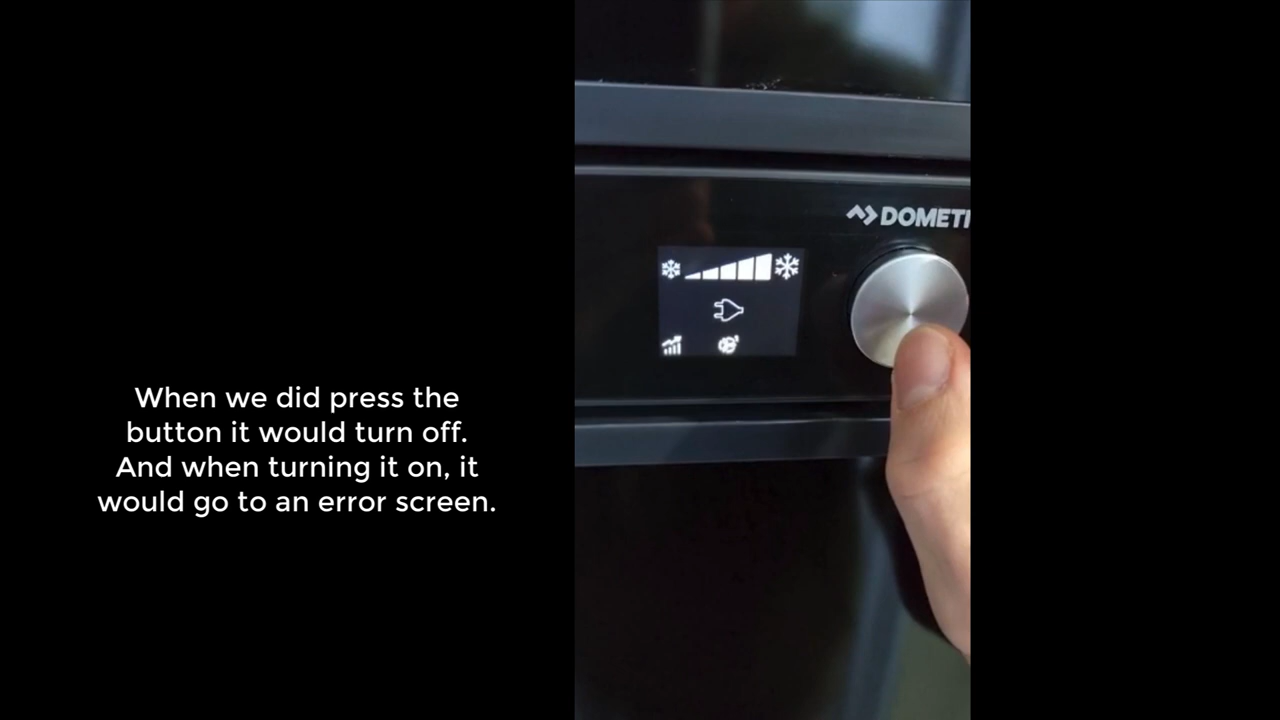 DOMETI
When we did press the
button it would turn off.
And when turning it on, it
would go to an error screen.